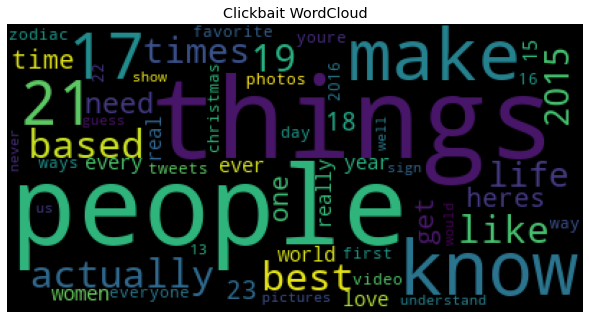 Clickbait WordCloud
zodiac
favorite
youre
time
17
times
19
make
15
2015
16
22
show
photos
2016
21
need
things
guess
christmas
day
18
well
never
based
real
ways
every
tweets
ever
year
sign
life
us
people
one
really
get
would
heres
like
way
13
world
first
actually
best
video
know
women
everyone
23
pictures
love
understand